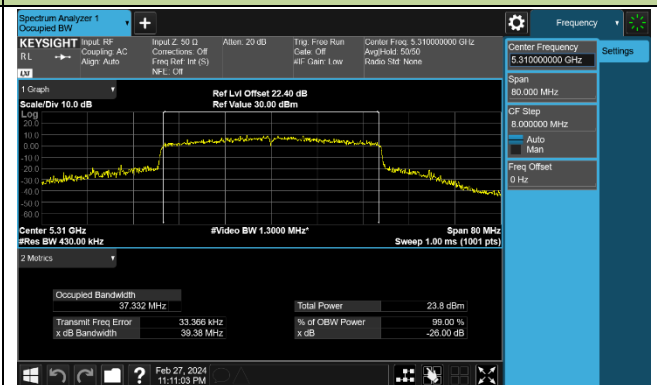 Spectrum Analyzer 1
Occupied BW
+
Frequency
KEYSIGHT
RL
LXI
Input: RF
Coupling: AC
Align: Auto
Input Z: 50 Ω
Corrections: Off
Freq Ref: Int (S)
NFE: Off
Atten: 20 dB
Trig: Free Run
Gate: Off
#IF Gain: Low
Center Freq: 5.310000000 GHz
Avg|Hold: 50/50
Radio Std: None
Center Frequency
5.310000000 GHz
Settings
Span
80.000 MHz
CF Step
8.000000 MHz
Auto
Man
Freq Offset
0 Hz
1 Graph
Scale/Div 10.0 dB
Ref Lvl Offset 22.40 dB
Ref Value 30.00 dBm
Log
20.0
10.0
0.00
-10.0
-20.0
-30.0
-40.0
-50.0
-60.0
Center 5.31 GHz
#Res BW 430.00 kHz
#Video BW 1.3000 MHz*
Span 80 MHz
Sweep 1.00 ms (1001 pts)
2 Metrics
Occupied Bandwidth
37.332 MHz
Total Power 23.8 dBm
Transmit Freq Error 33.366 kHz
% of OBW Power 99.00 %
x dB Bandwidth 39.38 MHz
x dB -26.00 dB
?
Feb 27, 2024
11:11:03 PM